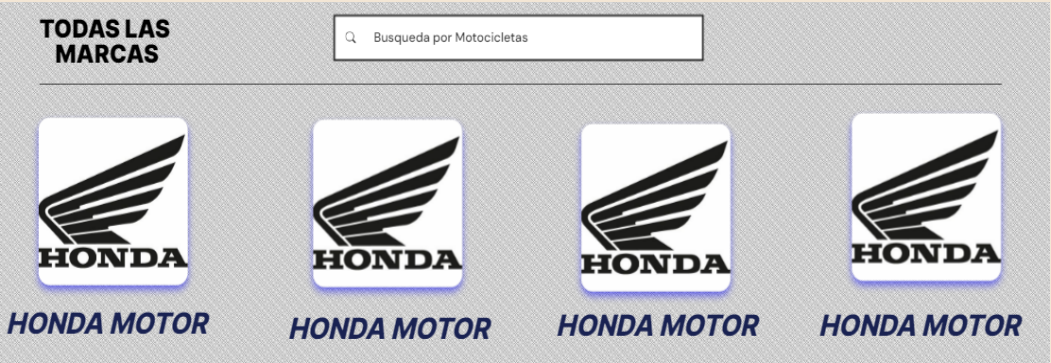 TODAS LAS
MARCAS
Busqueda por Motocicletas
HONDA
HONDA
HONDA
HONDA
HONDA MOTOR
HONDA MOTOR
HONDA MOTOR
HONDA MOTOR